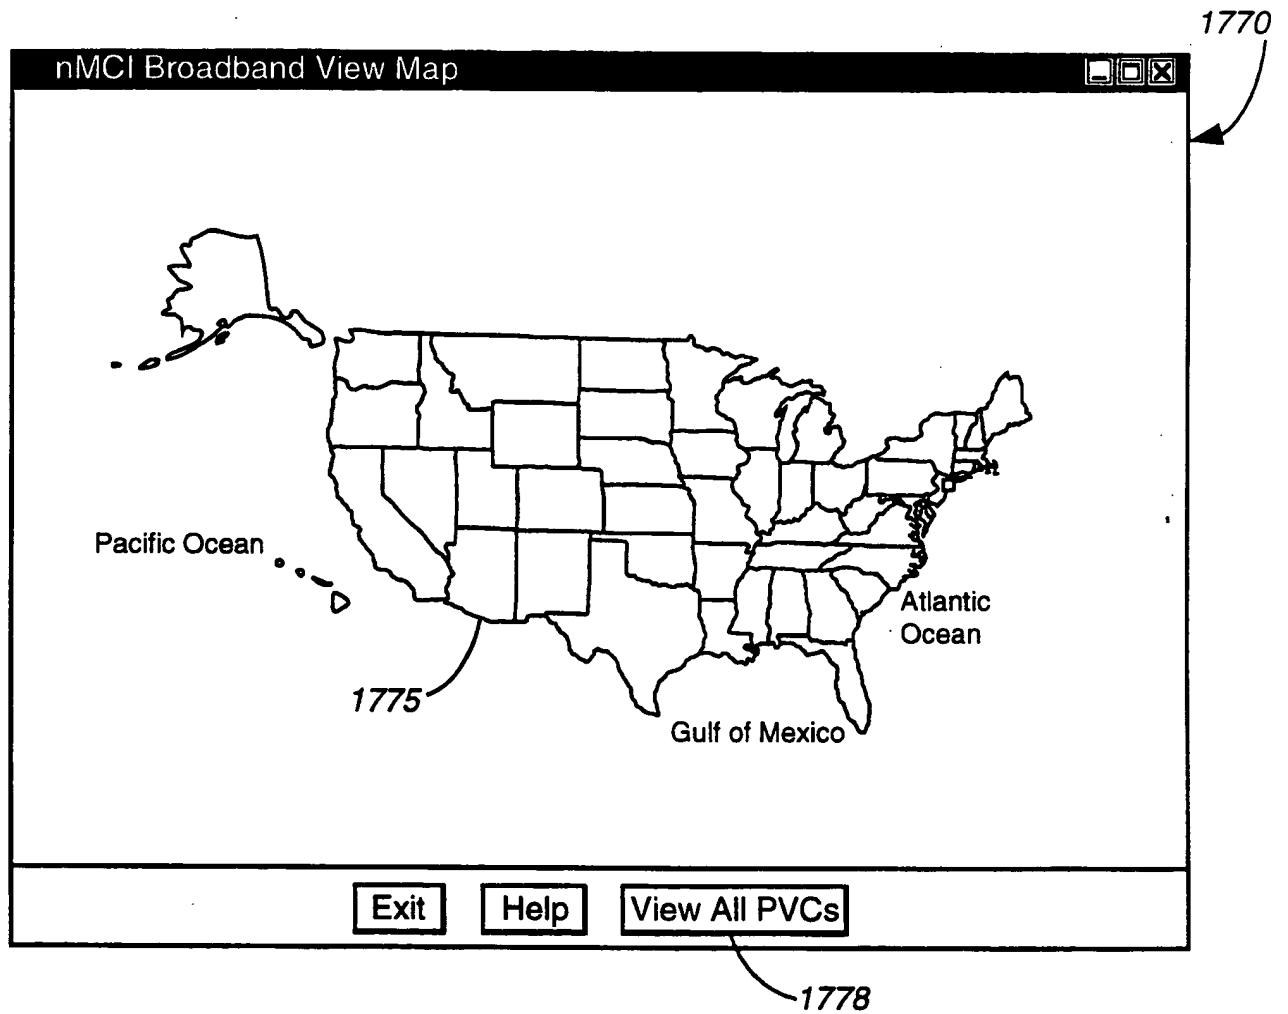 1770
nMCI Broadband View Map
Pacific Ocean
Atlantic
Ocean
1775
Gulf of Mexico
Exit
Help
View All PVCs
1778